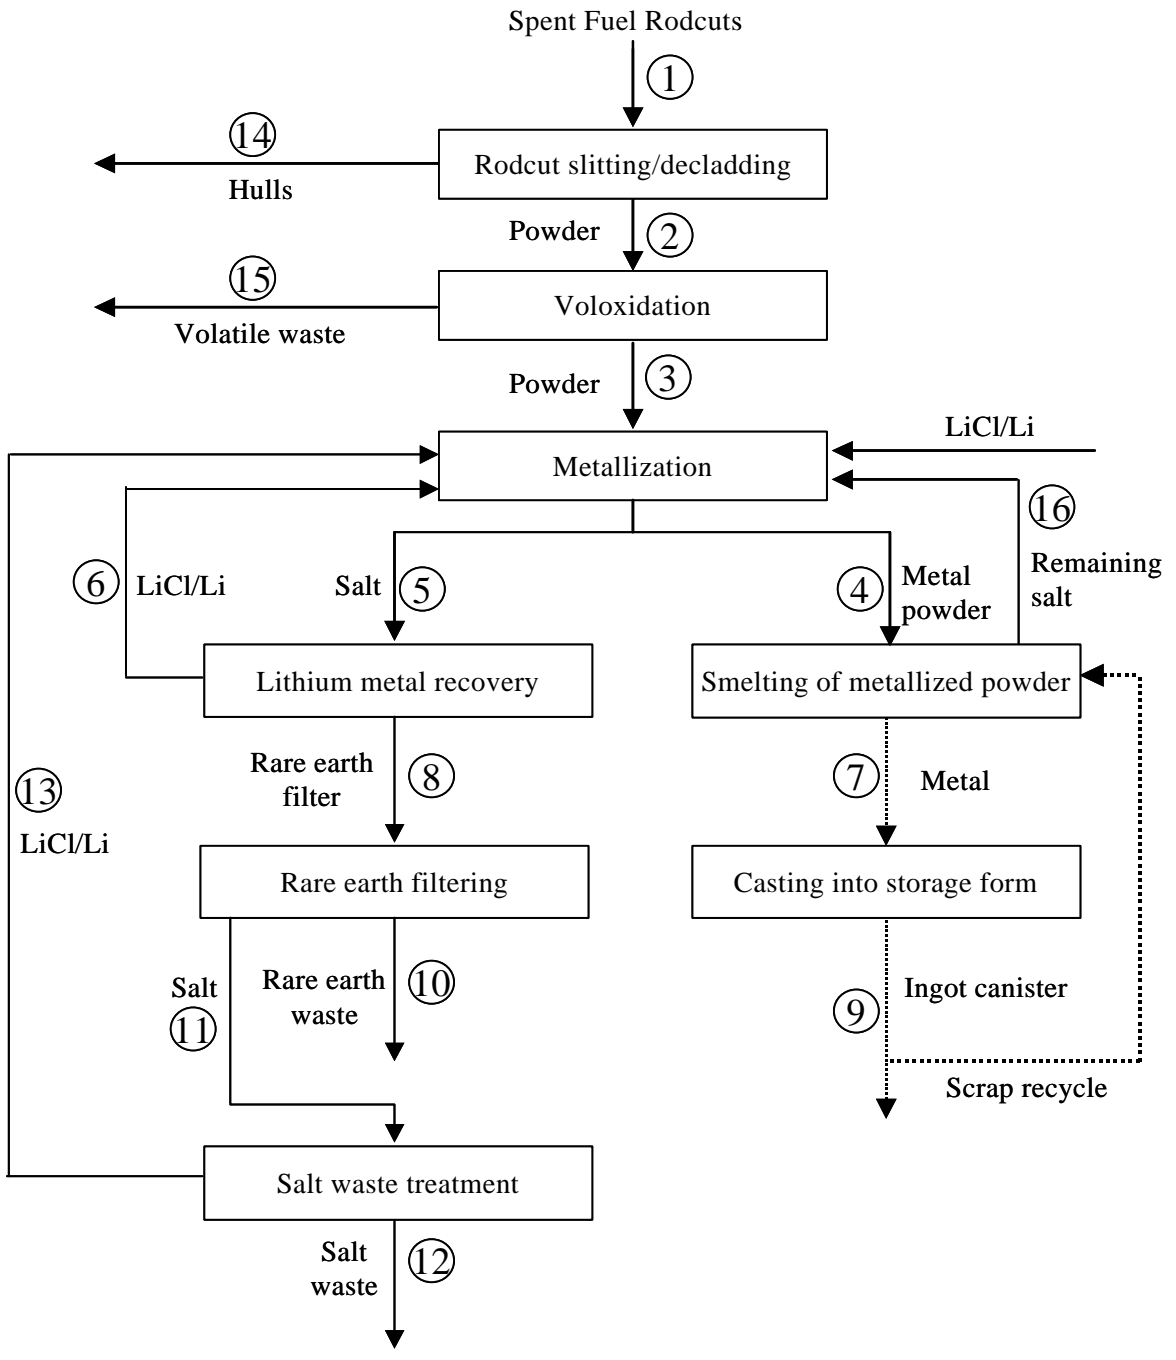 Spent Fuel Rodcuts
1
14
Rodcut slitting/decladding
Hulls
Powder
2
15
Voloxidation
Volatile waste
Powder
3
LiCl/Li
Metallization
16
6
LiCl/Li
Salt
5
4
Metal
powder
Remaining
salt
Lithium metal recovery
Smelting of metallized powder
Rare earth
filter
8
7
Metal
13
LiCl/Li
Rare earth filtering
Casting into storage form
Salt
11
Rare earth
waste
10
9
Ingot canister
Scrap recycle
Salt waste treatment
Salt
waste
12